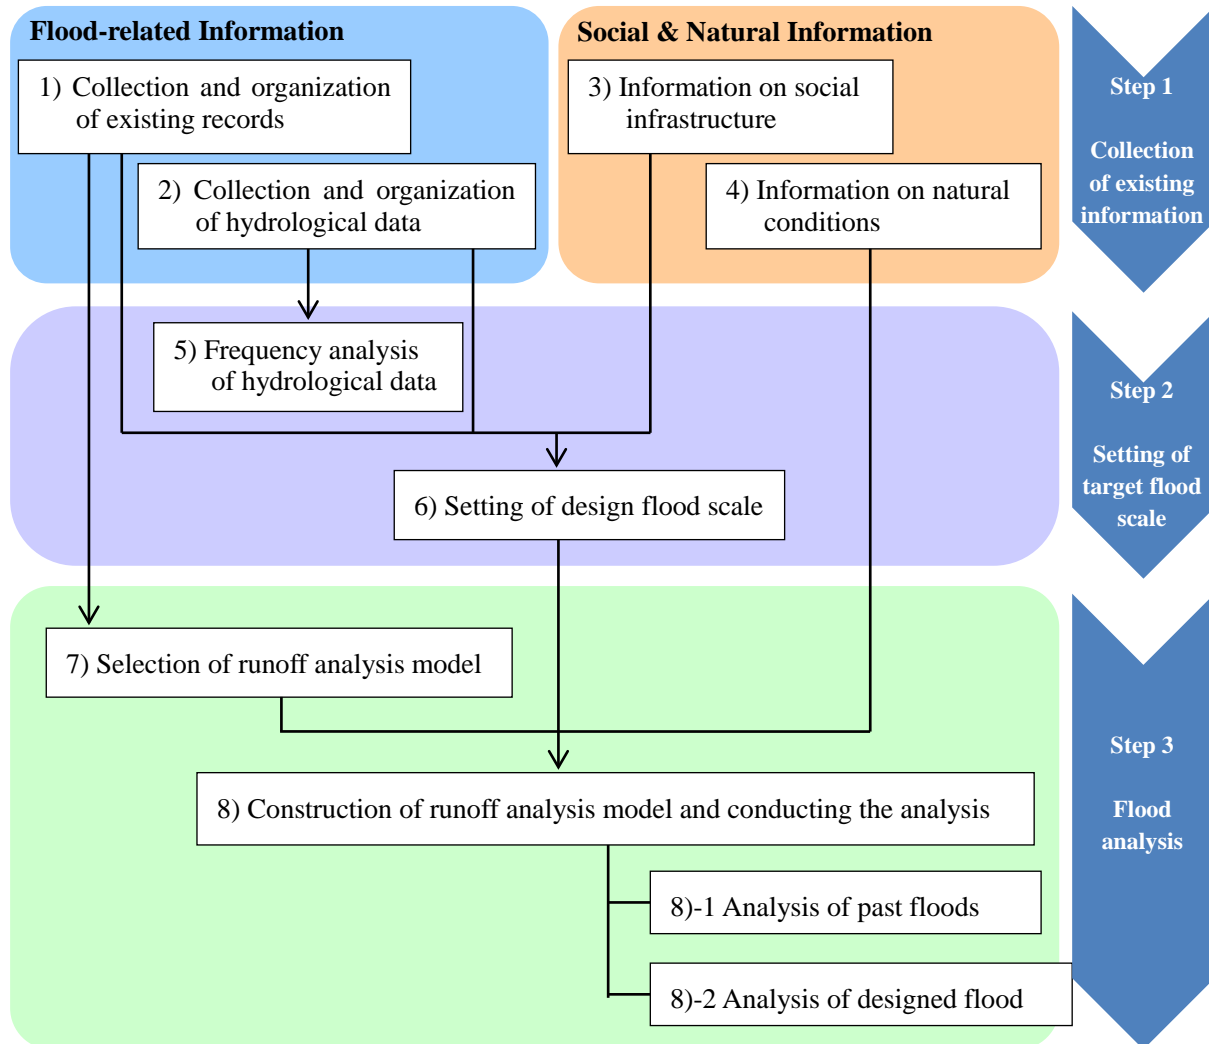 Flood-related Information
1) Collection and organization
of existing records
2) Collection and organization
of hydrological data
Social & Natural Information
3) Information on social
infrastructure
4) Information on natural
conditions
Step 1
Collection
of existing
information
5) Frequency analysis
of hydrological data
6) Setting of design flood scale
Step 2
Setting of
target flood
scale
7) Selection of runoff analysis model
8) Construction of runoff analysis model and conducting the analysis
8)-1 Analysis of past floods
8)-2 Analysis of designed flood
Step 3
Flood
analysis